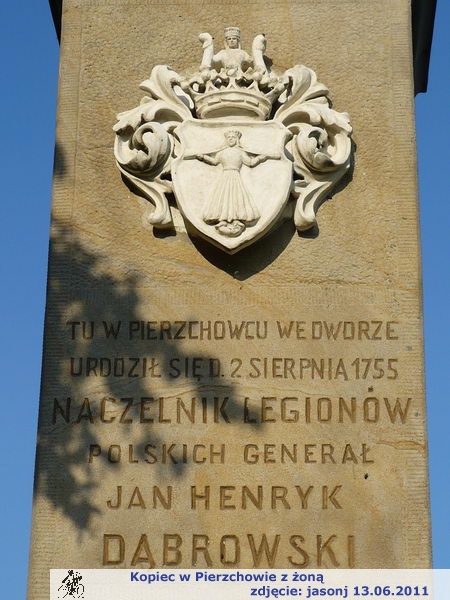 TU W PIERZCHOWCU WE DWORZE
URODZIŁ SIĘ D. 2 SIERPNIA 1755
NACZELNIK LEGIONÓW
POLSKICH GENERAŁ
JAN HENRYK
DĄBROWSKI
Kopiec w Pierzchowie z żoną
zdjęcie: jasonj 13.06.2011